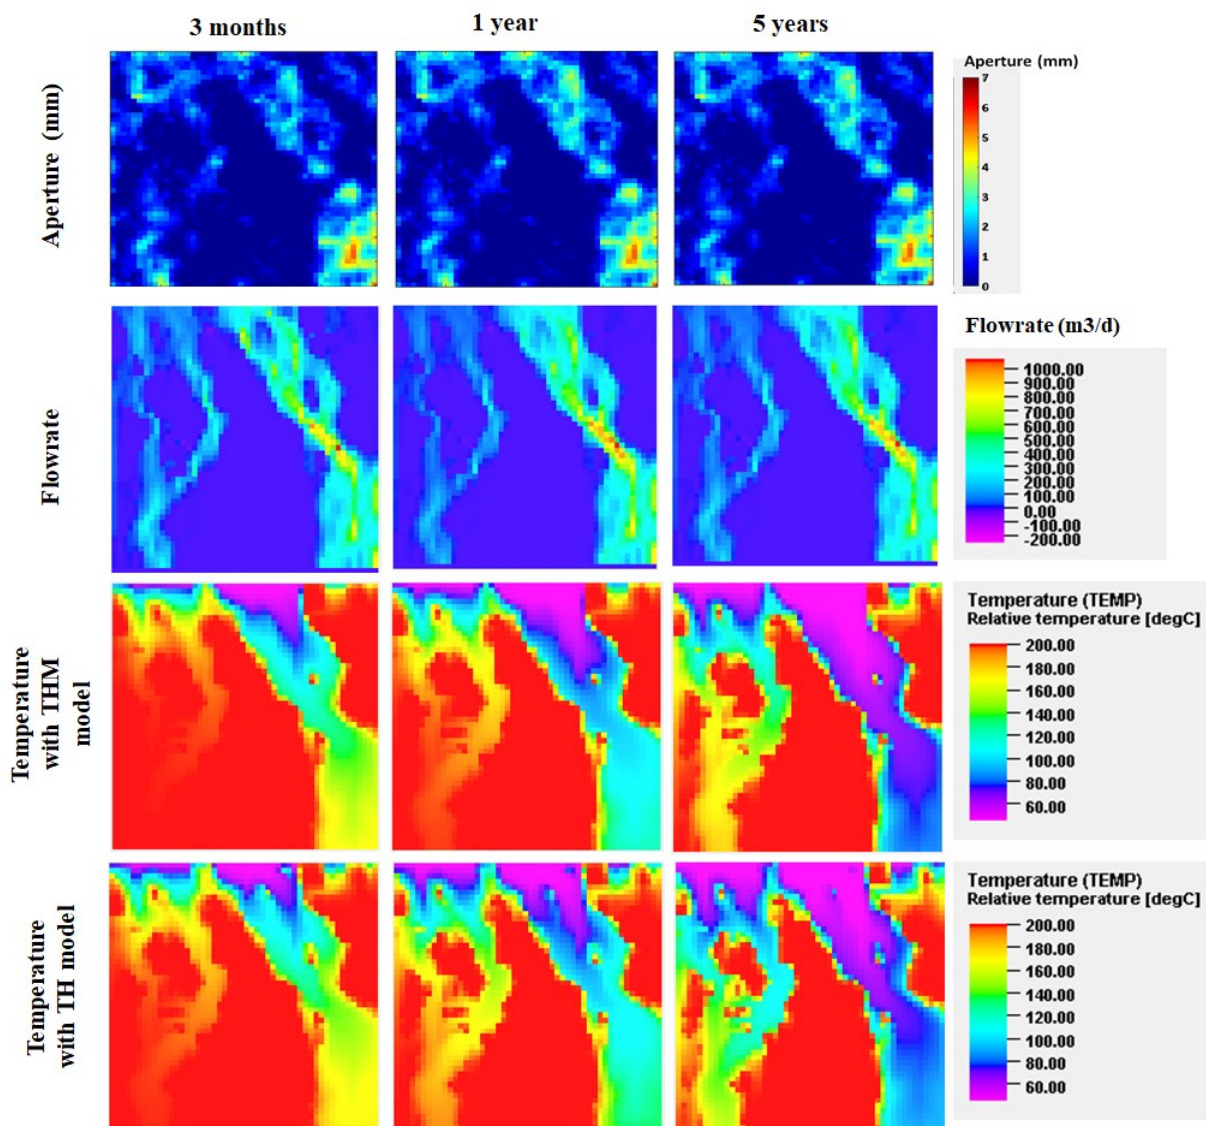 3 months
1 year
5 years
Aperture (mm)
Aperture (mm)
7
6
5
4
3
2
1
0
Flowrate
Flowrate (m3/d)
1000.00
900.00
800.00
700.00
600.00
500.00
400.00
300.00
200.00
100.00
0.00
-100.00
-200.00
Temperature
with THM
model
Temperature (TEMP)
Relative temperature [degC]
200.00
180.00
160.00
140.00
120.00
100.00
80.00
60.00
Temperature
with TH model
Temperature (TEMP)
Relative temperature [degC]
200.00
180.00
160.00
140.00
120.00
100.00
80.00
60.00